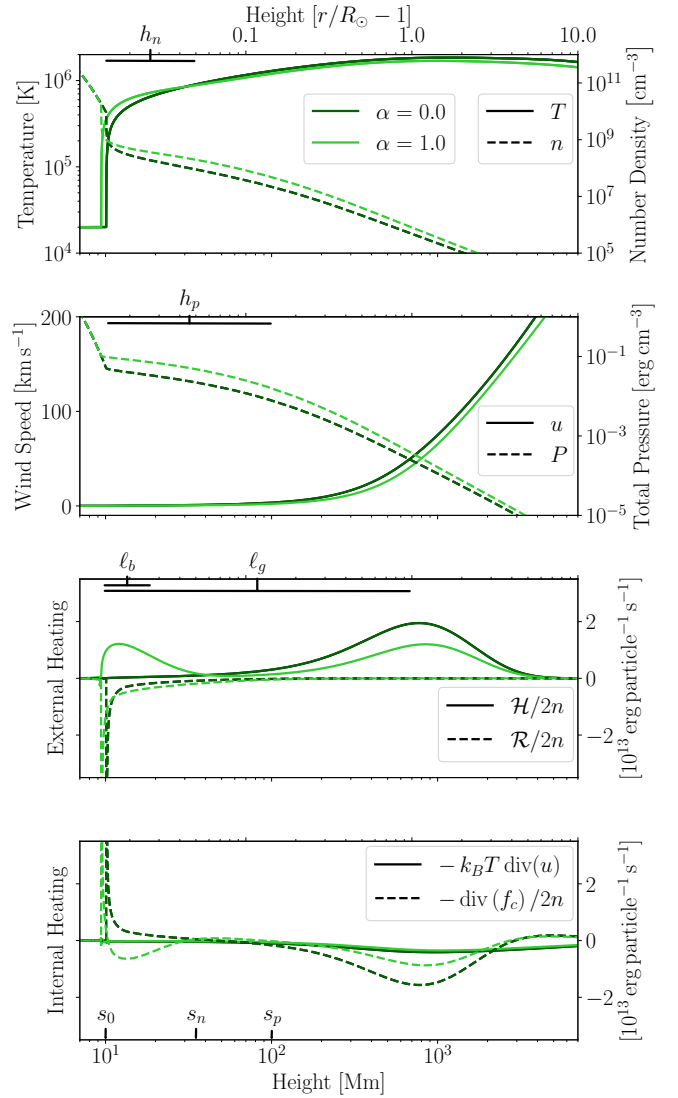 Height [r/R⊙ − 1]
0.1 1.0 10.0
h_n
Temperature [K]
10^6
10^5
10^4
α = 0.0
α = 1.0
T
n
10^11
10^9
10^7
10^5
Number Density [cm^−3]
h_p
Wind Speed [km s^−1]
200
100
0
u
P
10^−1
10^−3
10^−5
Total Pressure [erg cm^−3]
ℓ_b ℓ_g
External Heating
H/2n
R/2n
2
0
−2
[10^13 erg particle^−1 s^−1]
Internal Heating
− k_B T div(u)
− div (f_c) /2n
2
0
−2
[10^13 erg particle^−1 s^−1]
s_0 s_n s_p
10^1 10^2 10^3
Height [Mm]